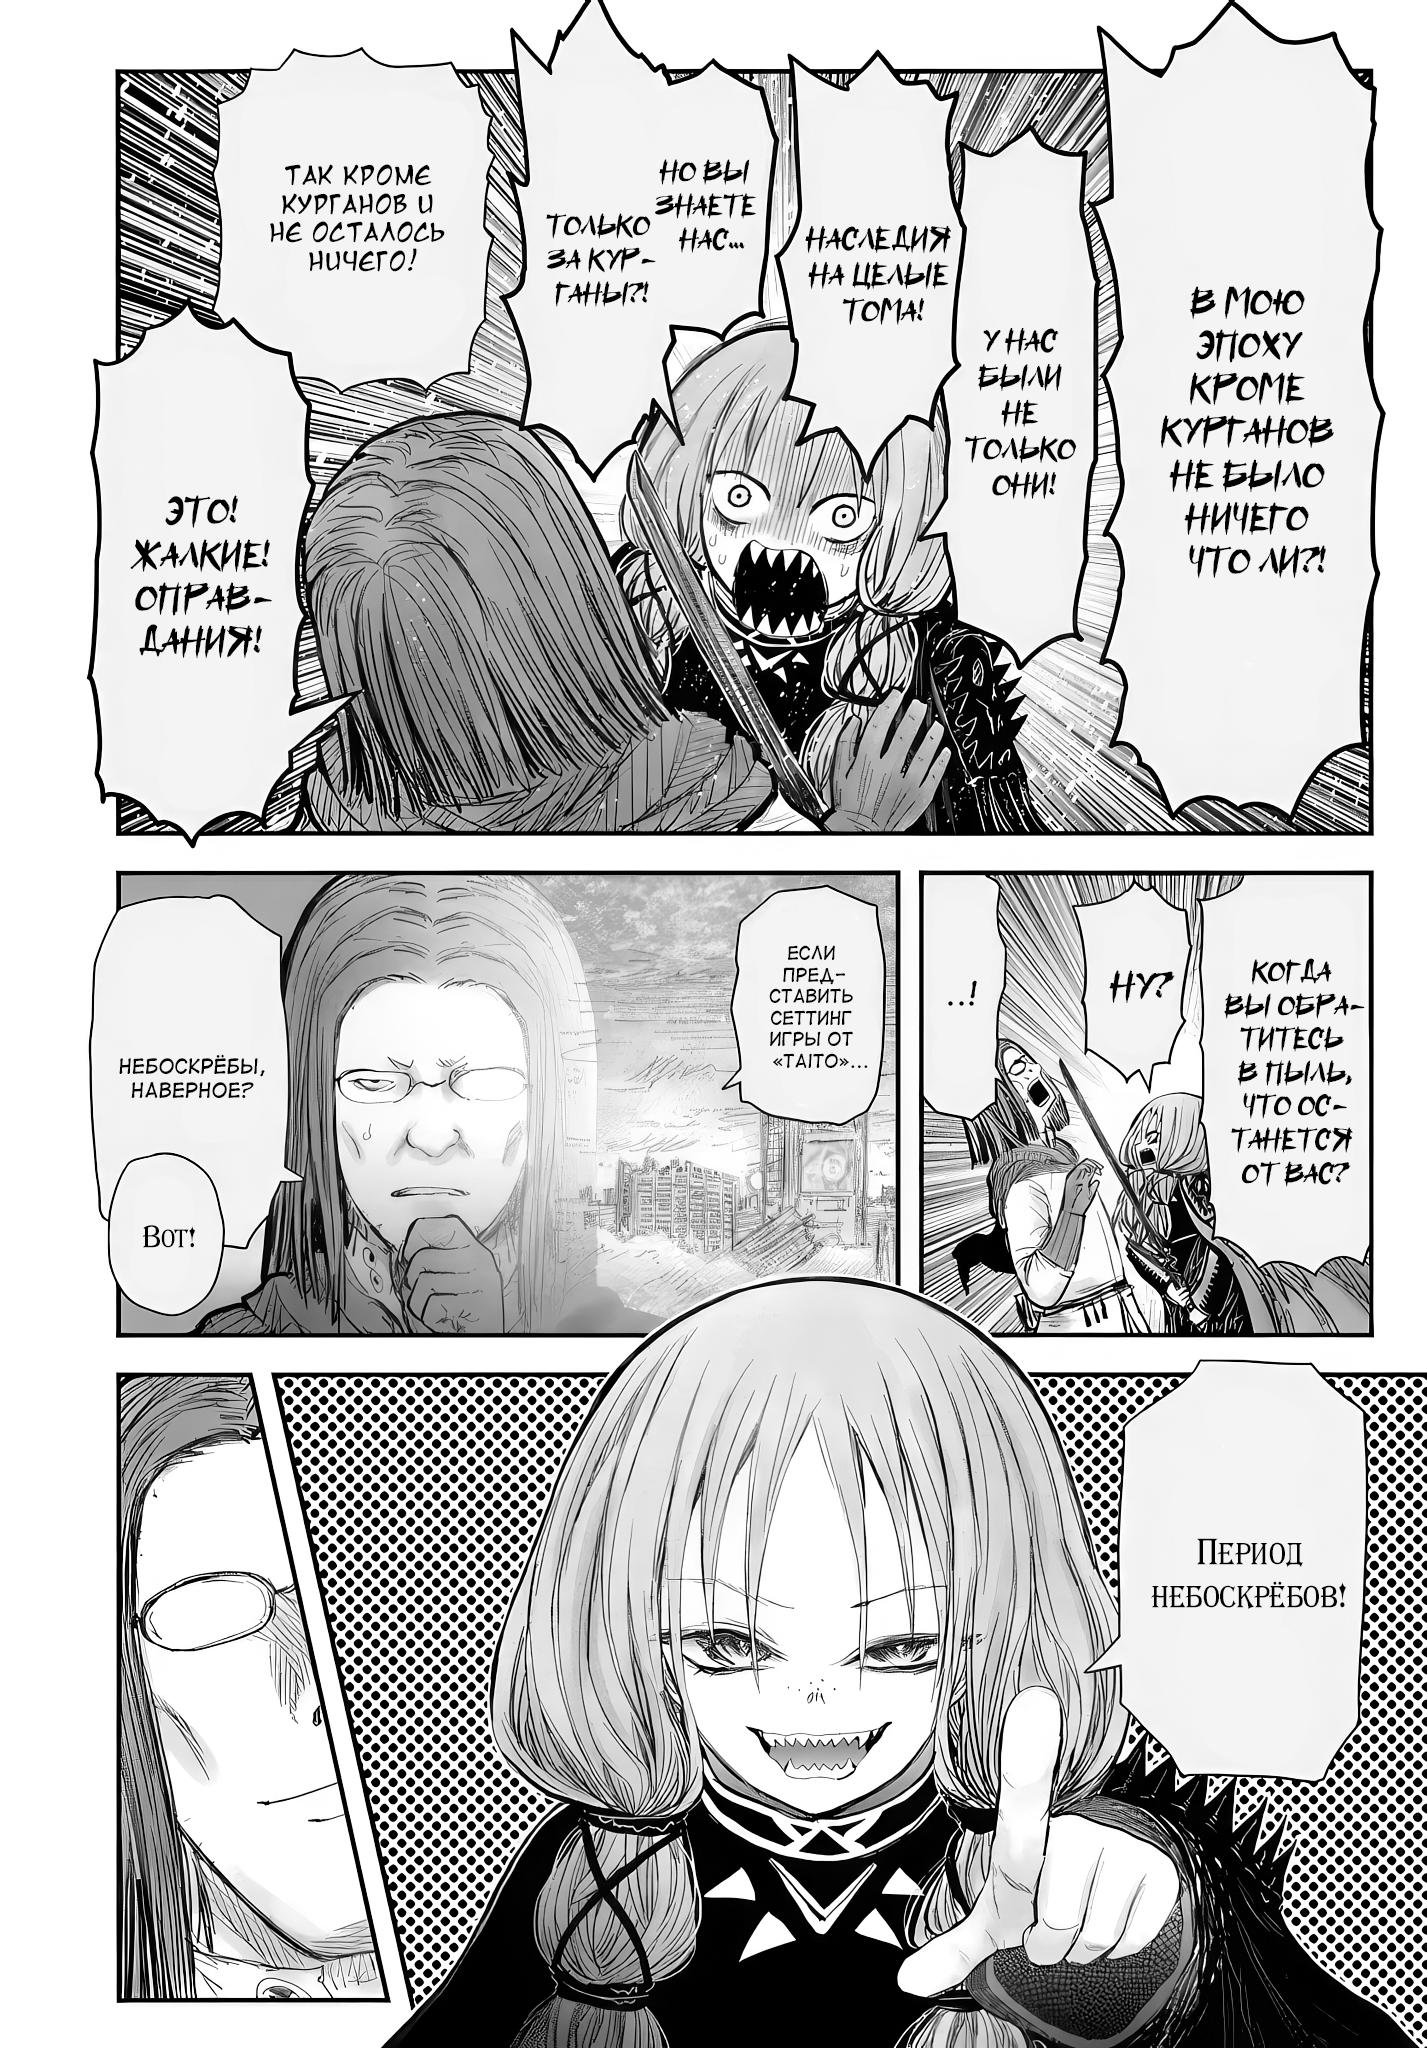 В МОЮ
ЭПОХУ
КРОМЕ
КУРГАНОВ
НЕ БЫЛО
НИЧЕГО
ЧТО ЛИ?!
У НАС
БЫЛИ
НЕ
ТОЛЬКО
ОНИ!
НАСЛЕДИЯ
НА ЦЕЛЫЕ
ТОМА!
НО ВЫ
ЗНАЕТЕ
НАС...
ТОЛЬКО
ЗА КУР-
ГАНЫ?!
ТАК КРОМЕ
КУРГАНОВ И
НЕ ОСТАЛОСЬ
НИЧЕГО!
ЭТО!
ЖАЛКИЕ!
ОПРАВ-
ДАНИЯ!
КОГДА
ВЫ ОБРА-
ТИТЕСЬ
В ПЫЛЬ,
ЧТО ОС-
ТАНЕТСЯ
ОТ ВАС?
НУ?
..!
ЕСЛИ
ПРЕД-
СТАВИТЬ
СЕТТИНГ
ИГРЫ ОТ
«TAITO»...
НЕБОСКРЁБЫ,
НАВЕРНОЕ?
Вот!
Период
небоскрёбов!